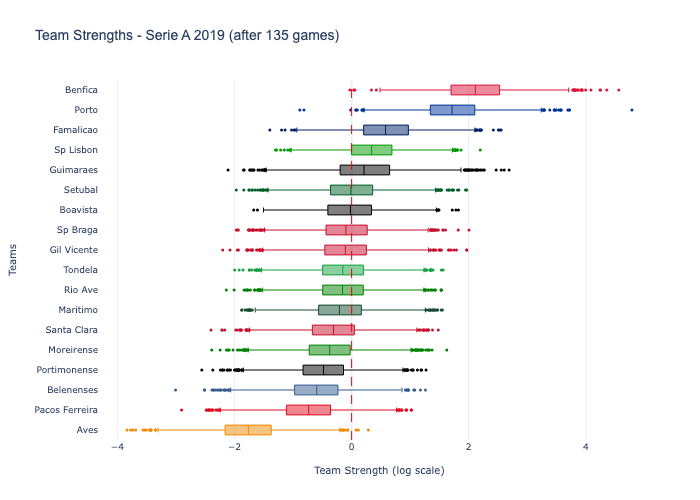 Team Strengths - Serie A 2019 (after 135 games)
Benfica
Porto
Famalicao
Sp Lisbon
Guimaraes
Setubal
Boavista
Sp Braga
Gil Vicente
Tondela
Rio Ave
Maritimo
Santa Clara
Moreirense
Portimonense
Belenenses
Pacos Ferreira
Aves
Teams
−4 −2 0 2 4
Team Strength (log scale)